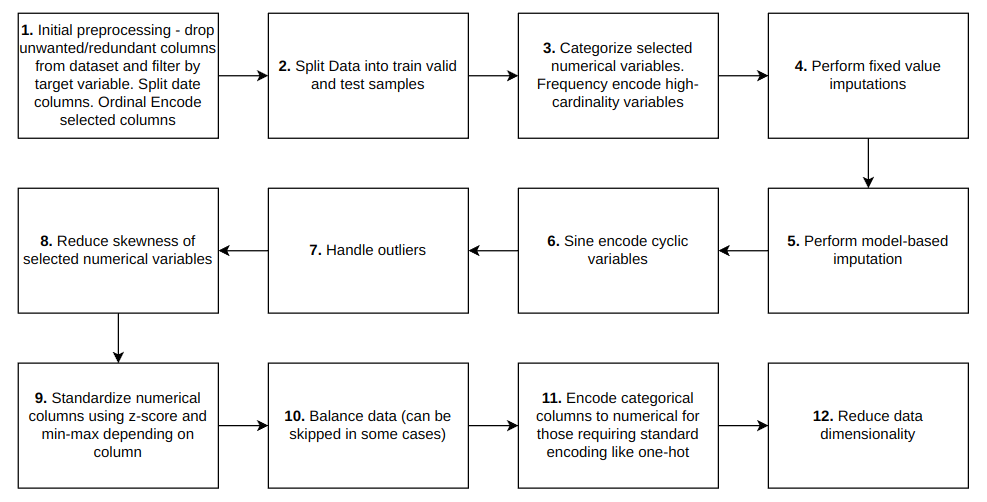 1. Initial preprocessing - drop
unwanted/redundant columns
from dataset and filter by
target variable. Split date
columns. Ordinal Encode
selected columns
2. Split Data into train valid
and test samples
3. Categorize selected
numerical variables.
Frequency encode high-
cardinality variables
4. Perform fixed value
imputations
5. Perform model-based
imputation
6. Sine encode cyclic
variables
7. Handle outliers
8. Reduce skewness of
selected numerical variables
9. Standardize numerical
columns using z-score and
min-max depending on
column
10. Balance data (can be
skipped in some cases)
11. Encode categorical
columns to numerical for
those requiring standard
encoding like one-hot
12. Reduce data
dimensionality